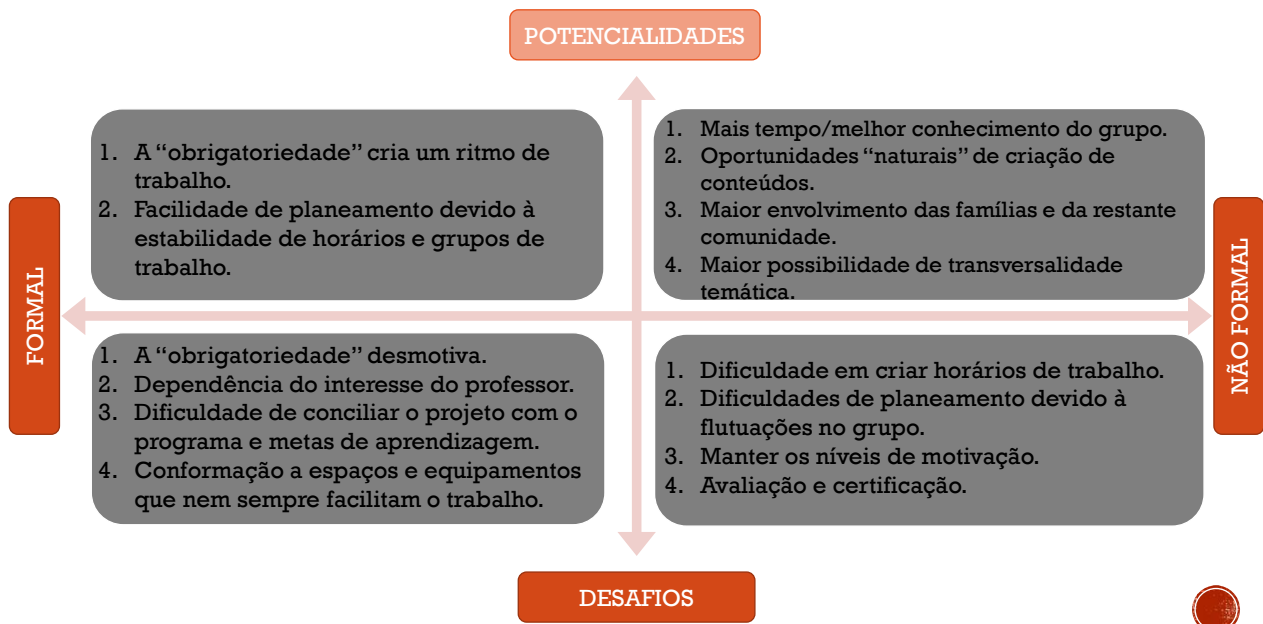 POTENCIALIDADES
FORMAL
1. A “obrigatoriedade” cria um ritmo de
trabalho.
2. Facilidade de planeamento devido à
estabilidade de horários e grupos de
trabalho.
1. Mais tempo/melhor conhecimento do grupo.
2. Oportunidades “naturais” de criação de
conteúdos.
3. Maior envolvimento das famílias e da restante
comunidade.
4. Maior possibilidade de transversalidade
temática.
NÃO FORMAL
1. A “obrigatoriedade” desmotiva.
2. Dependência do interesse do professor.
3. Dificuldade de conciliar o projeto com o
programa e metas de aprendizagem.
4. Conformação a espaços e equipamentos
que nem sempre facilitam o trabalho.
1. Dificuldade em criar horários de trabalho.
2. Dificuldades de planeamento devido à
flutuações no grupo.
3. Manter os níveis de motivação.
4. Avaliação e certificação.
DESAFIOS